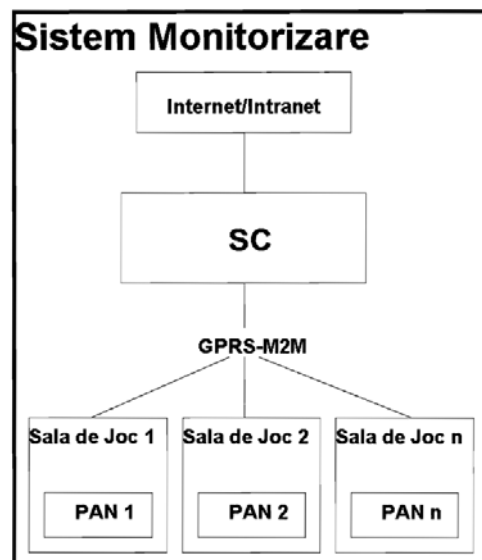 Sistem Monitorizare
Internet/Intranet
SC
GPRS-M2M
Sala de Joc 1
Sala de Joc 2
Sala de Joc n
PAN 1
PAN 2
PAN n